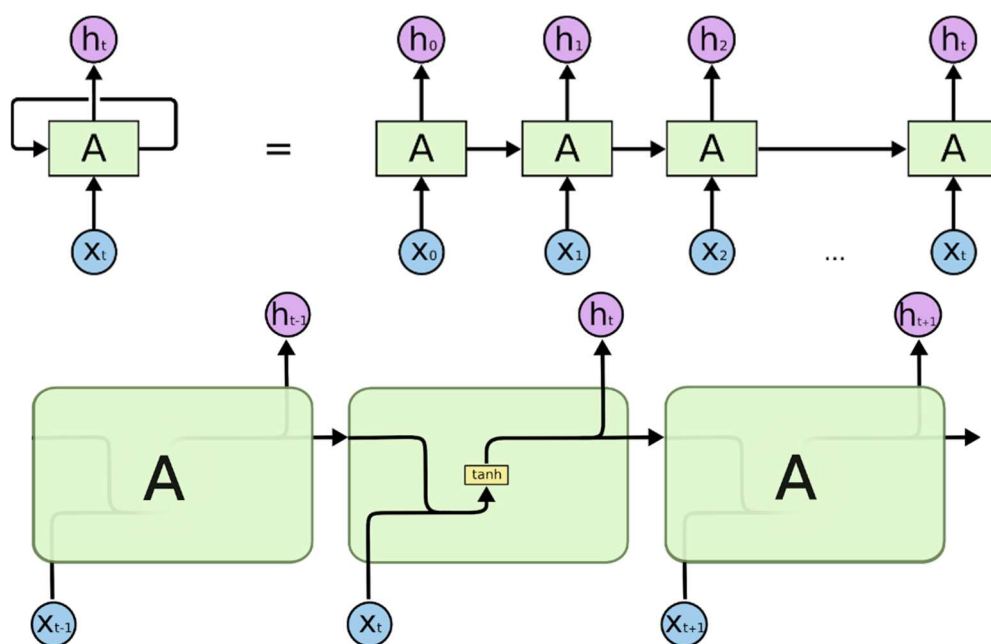 hₜ h₀ h₁ h₂ hₜ
A = A A A A
xₜ x₀ x₁ x₂ ... xₜ
hₜ₋₁ hₜ hₜ₊₁
A tanh A
xₜ₋₁ xₜ xₜ₊₁